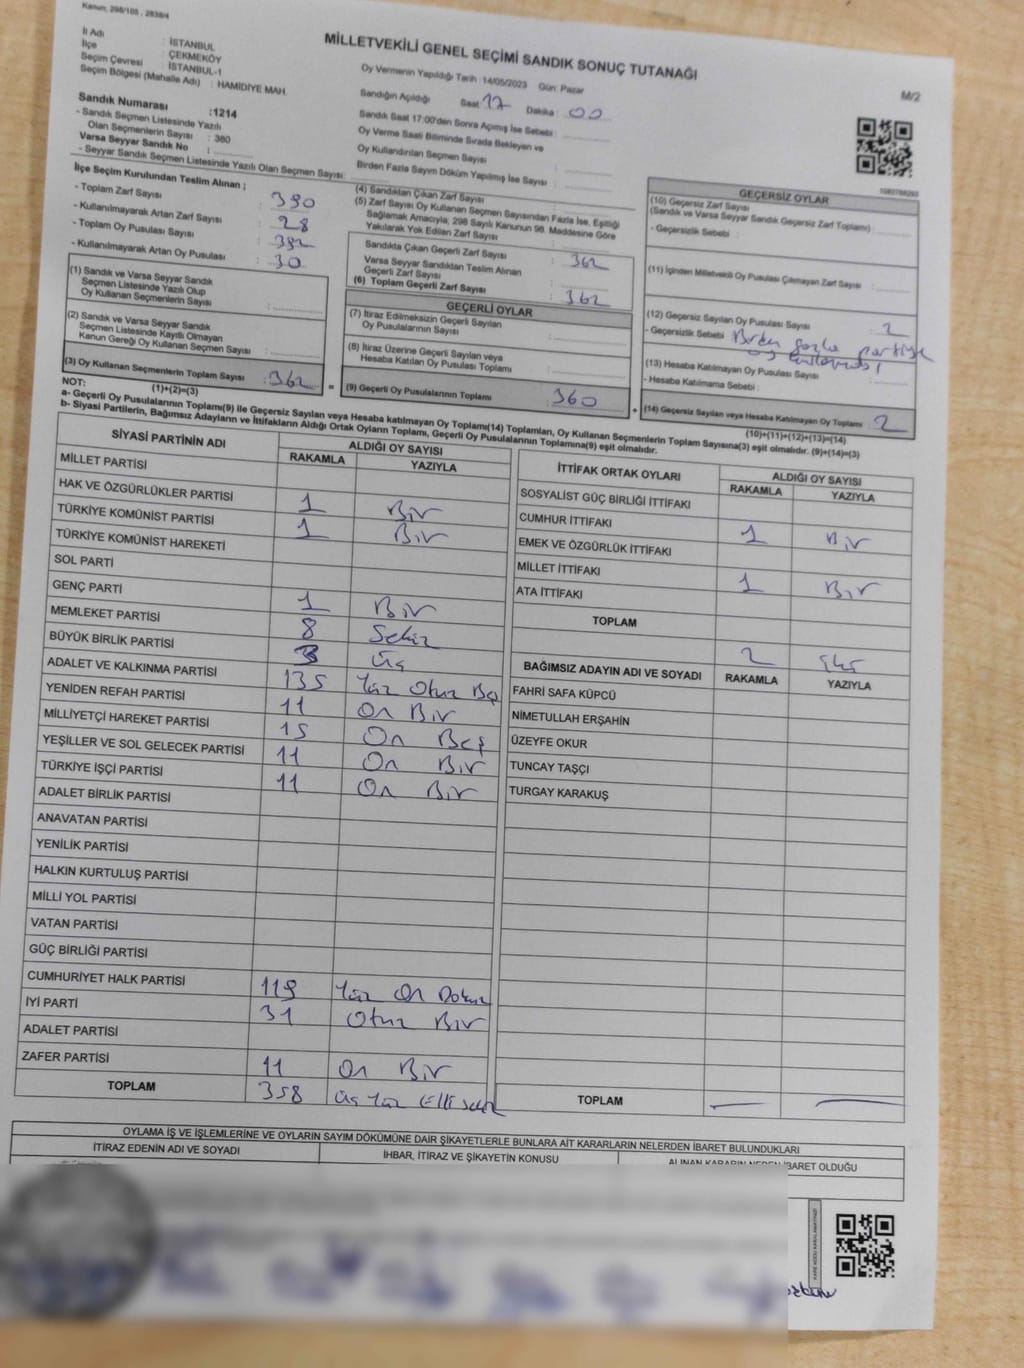 Kanun; 298/105 , 2839/4
MİLLETVEKİLİ GENEL SEÇİMİ SANDIK SONUÇ TUTANAĞI
M/2
İl Adı : İSTANBUL
İlçe : ÇEKMEKÖY
Seçim Çevresi : İSTANBUL-1
Seçim Bölgesi (Mahalle Adı) : HAMİDİYE MAH.
Sandık Numarası :1214
- Sandık Seçmen Listesinde Yazılı
Olan Seçmenlerin Sayısı : 380
Varsa Seyyar Sandık No :
- Seyyar Sandık Seçmen Listesinde Yazılı Olan Seçmen Sayısı:
Oy Vermenin Yapıldığı Tarih :14/05/2023 Gün: Pazar
Sandığın Açıldığı Saat 17 Dakika : 00
Sandık Saat 17:00'den Sonra Açımış İse Sebebi :
Oy Verme Saati Bitiminde Sırada Bekleyen ve
Oy Kullandırılan Seçmen Sayısı :
Birden Fazla Sayım Döküm Yapılmış İse Sayısı :
İlçe Seçim Kurulundan Teslim Alınan ;
- Toplam Zarf Sayısı : 390
- Kullanılmayarak Artan Zarf Sayısı : 28
- Toplam Oy Pusulası Sayısı : 392
- Kullanılmayarak Artan Oy Pusulası : 30
(1) Sandık ve Varsa Seyyar Sandık
Seçmen Listesinde Yazılı Olup
Oy Kullanan Seçmenlerin Sayısı :
(2) Sandık ve Varsa Seyyar Sandık
Seçmen Listesinde Kayıtlı Olmayan
Kanun Gereği Oy Kullanan Seçmen Sayısı :
(3) Oy Kullanan Seçmenlerin Toplam Sayısı : 362
(1)+(2)=(3)
(4) Sandıktan Çıkan Zarf Sayısı :
(5) Zarf Sayısı Oy Kullanan Seçmen Sayısından Fazla İse, Eşitliği
Sağlamak Amacıyla; 298 Sayılı Kanunun 98. Maddesine Göre
Yakılarak Yok Edilen Zarf Sayısı :
Sandıkta Çıkan Geçerli Zarf Sayısı : 362
Varsa Seyyar Sandıktan Teslim Alınan
Geçerli Zarf Sayısı :
(6) Toplam Geçerli Zarf Sayısı : 362
GEÇERLİ OYLAR
(7) İtiraz Edilmeksizin Geçerli Sayılan
Oy Pusulalarının Sayısı :
(8) İtiraz Üzerine Geçerli Sayılan veya
Hesaba Katılan Oy Pusulası Toplamı :
= (9) Geçerli Oy Pusulalarının Toplamı : 360
GEÇERSİZ OYLAR
(10) Geçersiz Zarf Sayısı
(Sandık ve Varsa Seyyar Sandık Geçersiz Zarf Toplamı) :
- Geçersizlik Sebebi :
(11) İçinden Milletvekili Oy Pusulası Çıkmayan Zarf Sayısı :
(12) Geçersiz Sayılan Oy Pusulası Sayısı : 2
- Geçersizlik Sebebi Birden fazla partiye
oy
(13) Hesaba Katılmayan Oy Pusulası Sayısı :
- Hesaba Katılmama Sebebi :
+ (14) Geçersiz Sayılan veya Hesaba Katılmayan Oy Toplamı : 2
(10)+(11)+(12)+(13)=(14)
NOT:
a- Geçerli Oy Pusulalarının Toplamı(9) ile Geçersiz Sayılan veya Hesaba katılmayan Oy Toplamı(14) Toplamları, Oy Kullanan Seçmenlerin Toplam Sayısına(3) eşit olmalıdır. (9)+(14)=(3)
b- Siyasi Partilerin, Bağımsız Adayların ve İttifakların Aldığı Ortak Oyların Toplamı, Geçerli Oy Pusulalarının Toplamına(9) eşit olmalıdır.
SİYASİ PARTİNİN ADI ALDIĞI OY SAYISI
RAKAMLA YAZIYLA
MİLLET PARTİSİ
HAK VE ÖZGÜRLÜKLER PARTİSİ 1 Bir
TÜRKİYE KOMÜNİST PARTİSİ 1 Bir
TÜRKİYE KOMÜNİST HAREKETİ
SOL PARTİ
GENÇ PARTİ 1 Bir
MEMLEKET PARTİSİ 8 Sekiz
BÜYÜK BİRLİK PARTİSİ 3 Üç
ADALET VE KALKINMA PARTİSİ 135 Yüz Otuz Beş
YENİDEN REFAH PARTİSİ 11 On Bir
MİLLİYETÇİ HAREKET PARTİSİ 15 On Beş
YEŞİLLER VE SOL GELECEK PARTİSİ 11 On Bir
TÜRKİYE İŞÇİ PARTİSİ 11 On Bir
ADALET BİRLİK PARTİSİ
ANAVATAN PARTİSİ
YENİLİK PARTİSİ
HALKIN KURTULUŞ PARTİSİ
MİLLİ YOL PARTİSİ
VATAN PARTİSİ
GÜÇ BİRLİĞİ PARTİSİ
CUMHURİYET HALK PARTİSİ 119 Yüz On Dokuz
İYİ PARTİ 31 Otuz Bir
ADALET PARTİSİ
ZAFER PARTİSİ 11 On Bir
TOPLAM 358 Üç Yüz Elli Sekiz
İTTİFAK ORTAK OYLARI ALDIĞI OY SAYISI
RAKAMLA YAZIYLA
SOSYALİST GÜÇ BİRLİĞİ İTTİFAKI
CUMHUR İTTİFAKI 1 Bir
EMEK VE ÖZGÜRLÜK İTTİFAKI
MİLLET İTTİFAKI 1 Bir
ATA İTTİFAKI
TOPLAM 2 İki
BAĞIMSIZ ADAYIN ADI VE SOYADI RAKAMLA YAZIYLA
FAHRİ SAFA KÜPCÜ
NİMETULLAH ERŞAHİN
ÜZEYFE OKUR
TUNCAY TAŞÇI
TURGAY KARAKUŞ
TOPLAM — —
OYLAMA İŞ VE İŞLEMLERİNE VE OYLARIN SAYIM DÖKÜMÜNE DAİR ŞİKAYETLERLE BUNLARA AİT KARARLARIN NELERDEN İBARET BULUNDUKLARI
İTİRAZ EDENİN ADI VE SOYADI İHBAR, İTİRAZ VE ŞİKAYETİN KONUSU ALINAN KARARIN NEDEN İBARET OLDUĞU